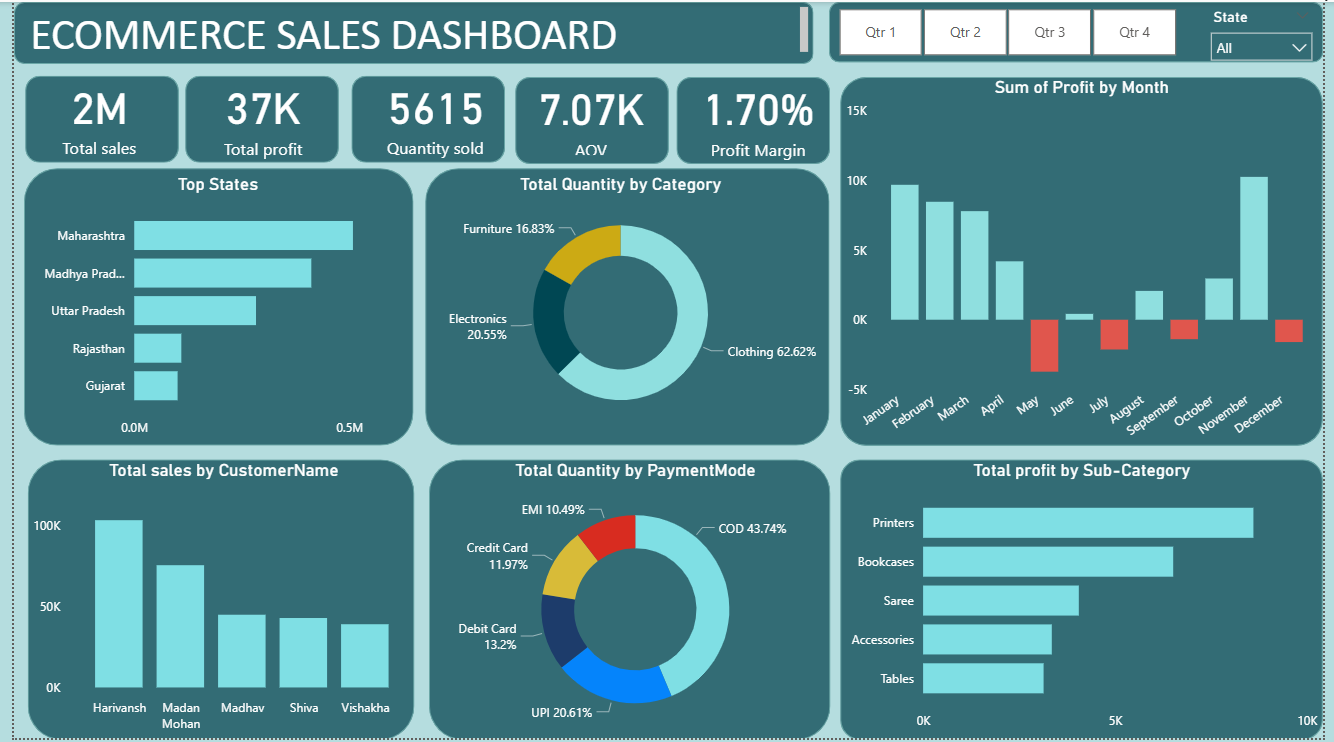 ECOMMERCE SALES DASHBOARD
Qtr 1
Qtr 2
Qtr 3
Qtr 4
State
All
2M
Total sales
37K
Total profit
5615
Quantity sold
7.07K
AOV
1.70%
Profit Margin
Sum of Profit by Month
15K
10K
5K
0K
-5K
January
February
March
April
May
June
July
August
September
October
November
December
Top States
Maharashtra
Madhya Prad...
Uttar Pradesh
Rajasthan
Gujarat
0.0M
0.5M
Total Quantity by Category
Furniture 16.83%
Electronics
20.55%
Clothing 62.62%
Total sales by CustomerName
100K
50K
0K
Harivansh
Madan
Mohan
Madhav
Shiva
Vishakha
Total Quantity by PaymentMode
EMI 10.49%
COD 43.74%
Credit Card
11.97%
Debit Card
13.2%
UPI 20.61%
Total profit by Sub-Category
Printers
Bookcases
Saree
Accessories
Tables
0K
5K
10K